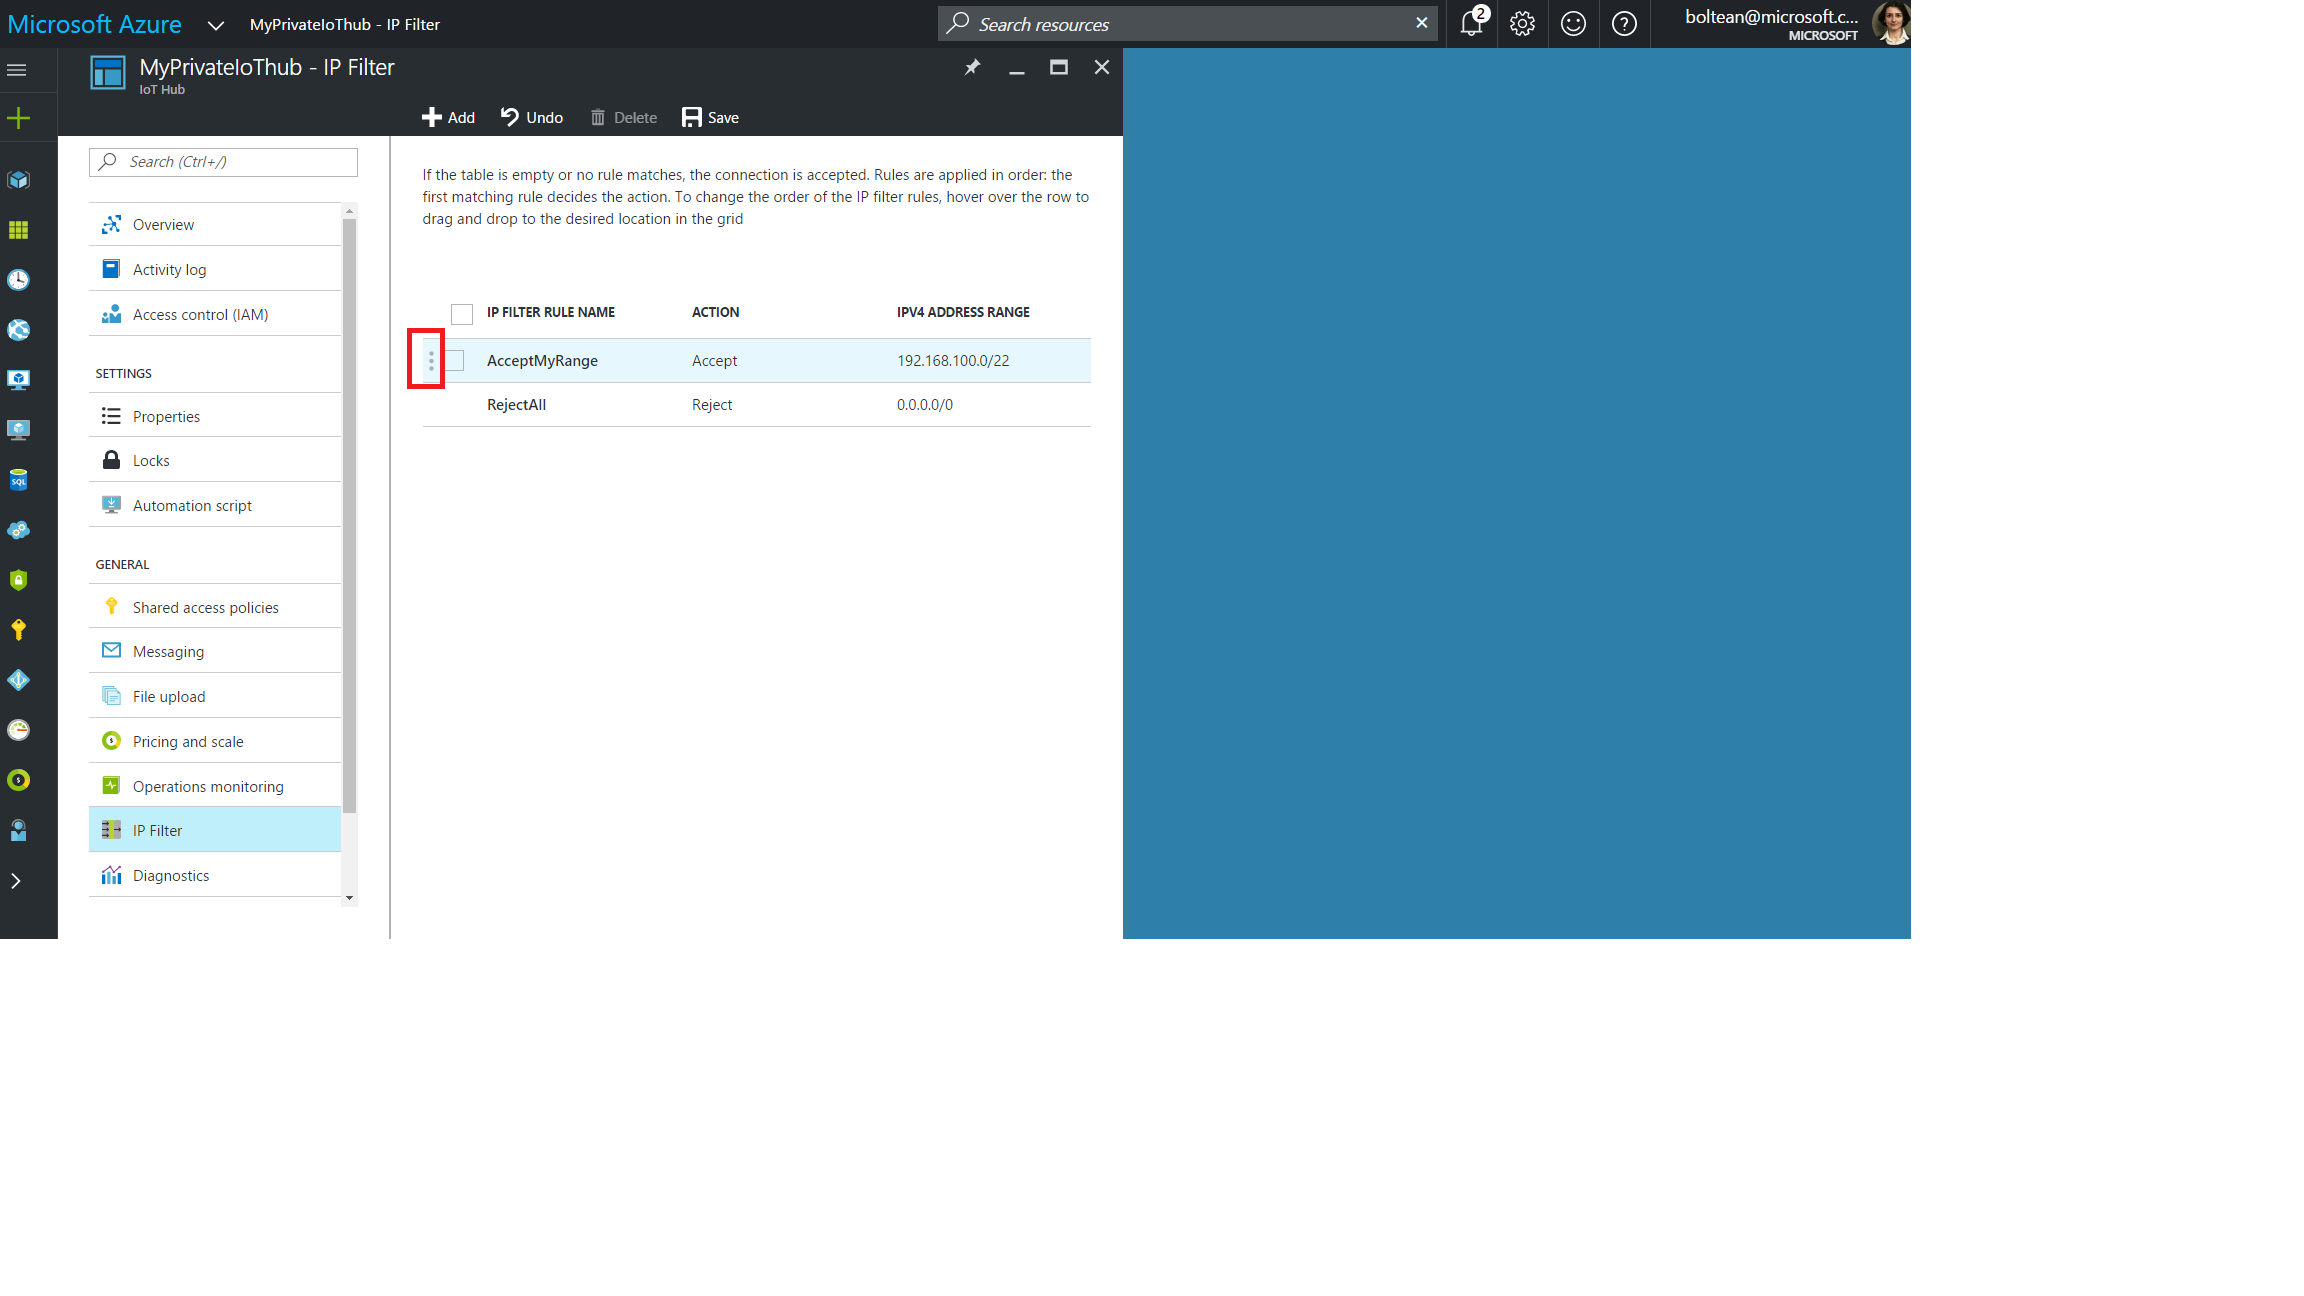 Microsoft Azure
MyPrivateIoThub - IP Filter
Search resources
2
boltean@microsoft.c...
MICROSOFT
MyPrivateIoThub - IP Filter
IoT Hub
Add
Undo
Delete
Save
Search (Ctrl+/)
Overview
Activity log
Access control (IAM)
SETTINGS
Properties
Locks
Automation script
GENERAL
Shared access policies
Messaging
File upload
Pricing and scale
Operations monitoring
IP Filter
Diagnostics
If the table is empty or no rule matches, the connection is accepted. Rules are applied in order: the
first matching rule decides the action. To change the order of the IP filter rules, hover over the row to
drag and drop to the desired location in the grid
IP FILTER RULE NAME ACTION IPV4 ADDRESS RANGE
AcceptMyRange Accept 192.168.100.0/22
RejectAll Reject 0.0.0.0/0
SQL